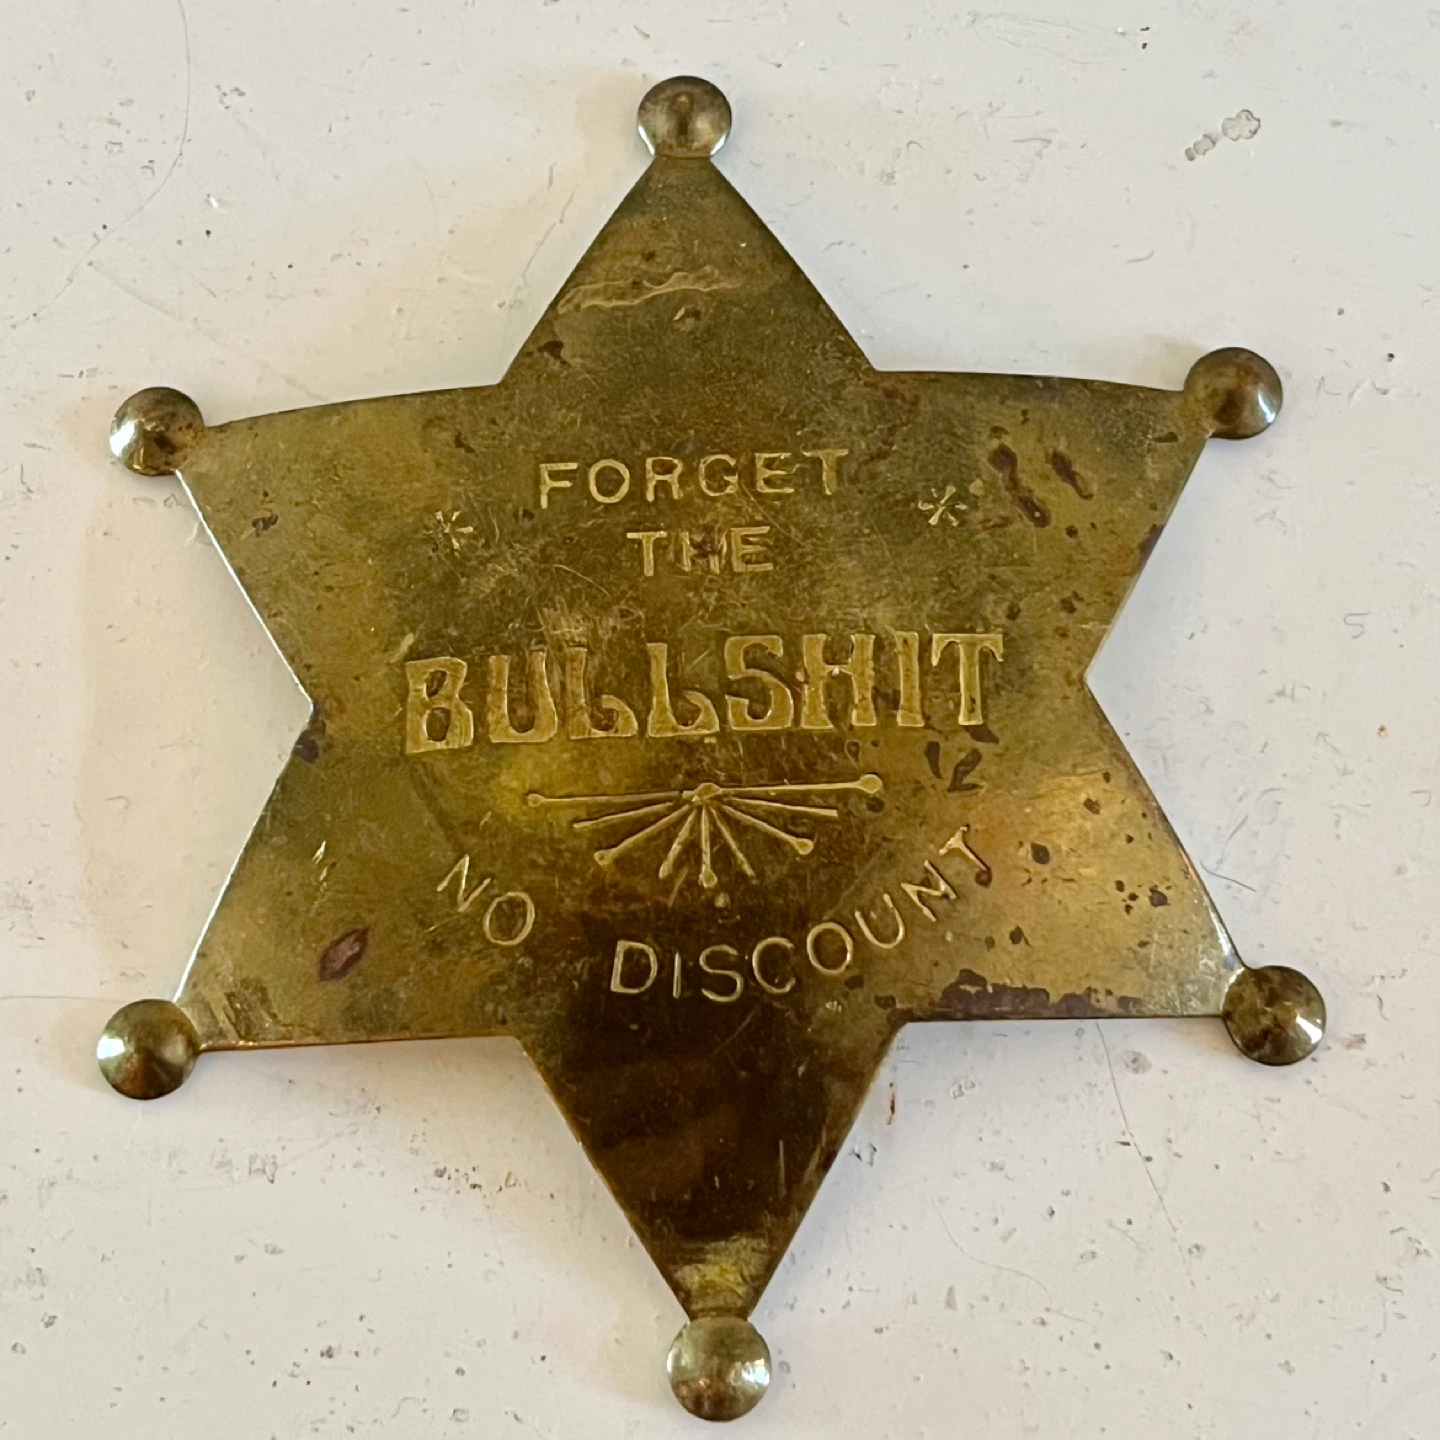 FORGET
THE
BULLSHIT
NO DISCOUNT